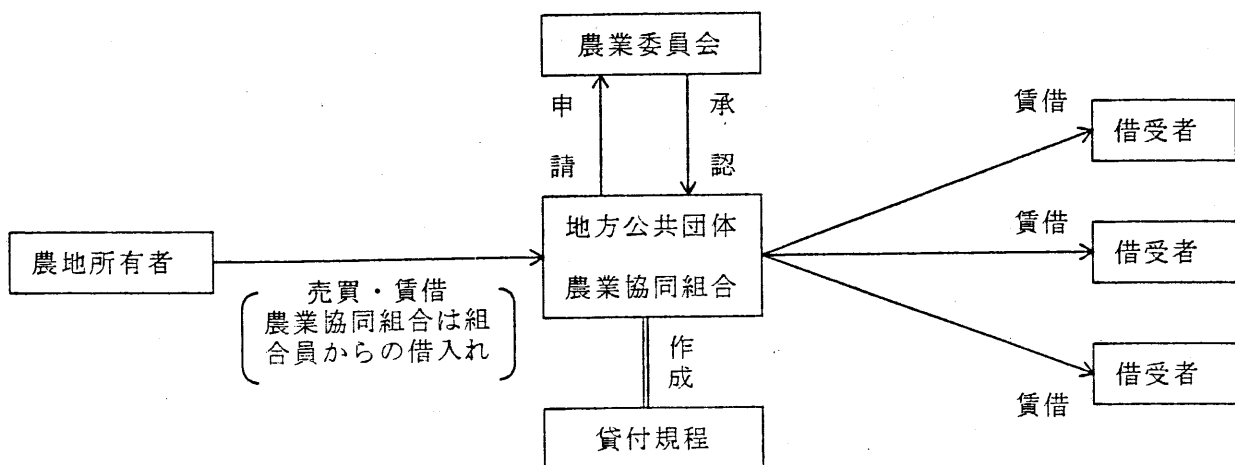 農業委員会
申請
承認
賃借
借受者
地方公共団体
農業協同組合
賃借
借受者
農地所有者
売買・賃借
農業協同組合は組
合員からの借入れ
作成
借受者
賃借
貸付規程